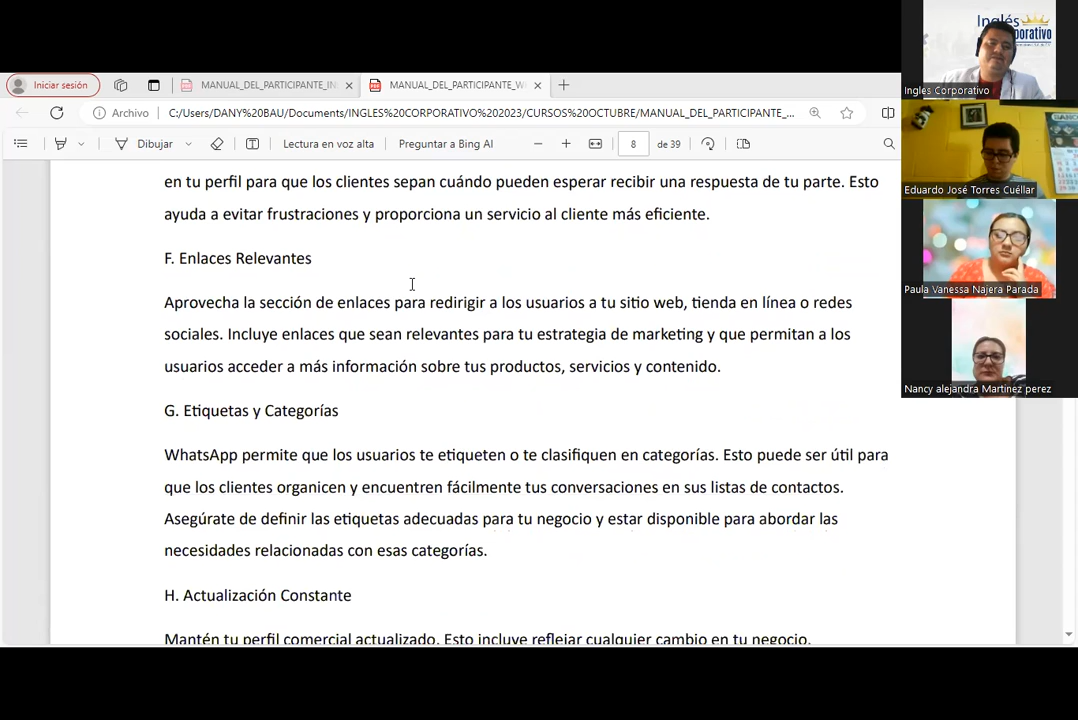 Iniciar sesión
MANUAL_DEL_PARTICIPANTE_IN
MANUAL_DEL_PARTICIPANTE_W
Archivo
C:/Users/DANY%20BAU/Documents/INGLES%20CORPORATIVO%202023/CURSOS%20OCTUBRE/MANUAL_DEL_PARTICIPANTE_...
Dibujar
Lectura en voz alta
Preguntar a Bing AI
8
de 39
en tu perfil para que los clientes sepan cuándo pueden esperar recibir una respuesta de tu parte. Esto
ayuda a evitar frustraciones y proporciona un servicio al cliente más eficiente.
F. Enlaces Relevantes
Aprovecha la sección de enlaces para redirigir a los usuarios a tu sitio web, tienda en línea o redes
sociales. Incluye enlaces que sean relevantes para tu estrategia de marketing y que permitan a los
usuarios acceder a más información sobre tus productos, servicios y contenido.
G. Etiquetas y Categorías
WhatsApp permite que los usuarios te etiqueten o te clasifiquen en categorías. Esto puede ser útil para
que los clientes organicen y encuentren fácilmente tus conversaciones en sus listas de contactos.
Asegúrate de definir las etiquetas adecuadas para tu negocio y estar disponible para abordar las
necesidades relacionadas con esas categorías.
H. Actualización Constante
Mantén tu perfil comercial actualizado. Esto incluye reflejar cualquier cambio en tu negocio,
Inglés
Ingles Corporativo
Eduardo José Torres Cuéllar
Paula Vanessa Najera Parada
Nancy alejandra Martinez perez